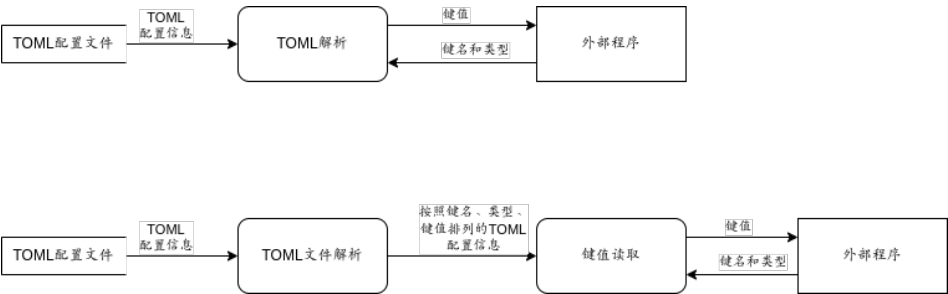 TOML
配置信息
键值
TOML配置文件
TOML解析
外部程序
键名和类型
按照键名、类型、
键值排列的TOML
配置信息
TOML
配置信息
键值
TOML配置文件
TOML文件解析
键值读取
外部程序
键名和类型